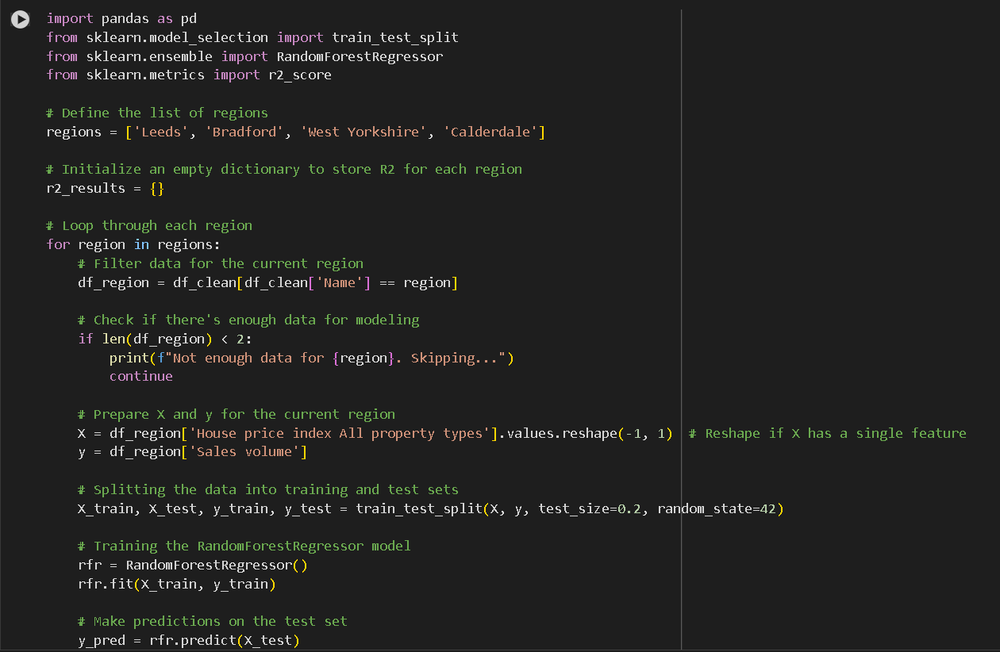 import pandas as pd
from sklearn.model_selection import train_test_split
from sklearn.ensemble import RandomForestRegressor
from sklearn.metrics import r2_score

# Define the list of regions
regions = ['Leeds', 'Bradford', 'West Yorkshire', 'Calderdale']

# Initialize an empty dictionary to store R2 for each region
r2_results = {}

# Loop through each region
for region in regions:
    # Filter data for the current region
    df_region = df_clean[df_clean['Name'] == region]

    # Check if there's enough data for modeling
    if len(df_region) < 2:
        print(f"Not enough data for {region}. Skipping...")
        continue

    # Prepare X and y for the current region
    X = df_region['House price index All property types'].values.reshape(-1, 1)  # Reshape if X has a single feature
    y = df_region['Sales volume']

    # Splitting the data into training and test sets
    X_train, X_test, y_train, y_test = train_test_split(X, y, test_size=0.2, random_state=42)

    # Training the RandomForestRegressor model
    rfr = RandomForestRegressor()
    rfr.fit(X_train, y_train)

    # Make predictions on the test set
    y_pred = rfr.predict(X_test)